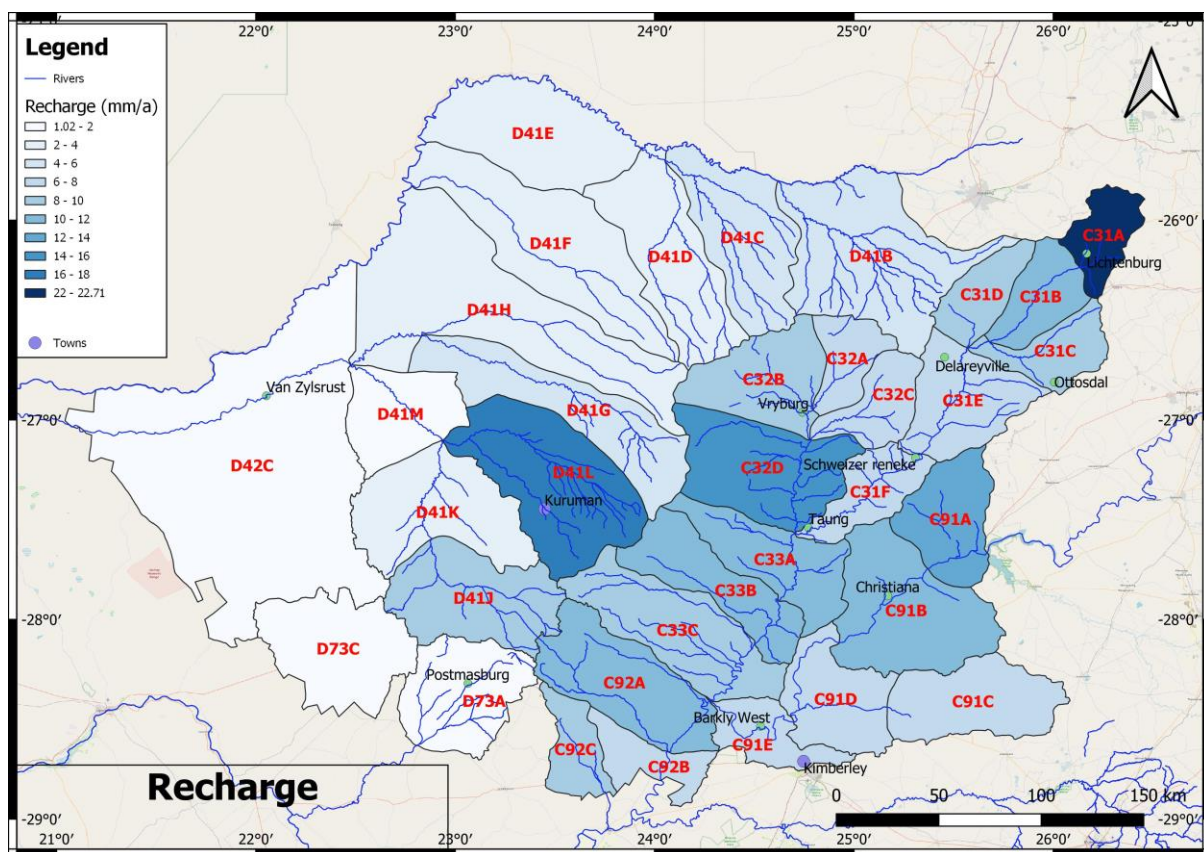 22°0′ 23°0′ 24°0′ 25°0′ 26°0′
Legend
Rivers
Recharge (mm/a)
1.02 - 2
2 - 4
4 - 6
6 - 8
8 - 10
10 - 12
12 - 14
14 - 16
16 - 18
22 - 22.71
Towns
D41E
-26°0′ -26°0′
D41F
D41D
D41C
D41B
C31A
Lichtenburg
C31D
C31B
D41H
C31C
C32A
Delareyville
Ottosdal
C32B
Vryburg
C32C
C31E
Van Zylsrust
D41M
D41G
-27°0′ -27°0′
D42C
D41L
Kuruman
C32D
Schweizer reneke
C31F
Taung
C91A
D41K
C33A
C33B
Christiana
C91B
D41J
-28°0′ -28°0′
C33C
D73C
Postmasburg
D73A
C92A
C91D
C91C
Barkly West
C91E
C92C
C92B
Kimberley
Recharge
0 50 100 150 km
-29°0′ -29°0′
21°0′ 22°0′ 23°0′ 24°0′ 25°0′ 26°0′